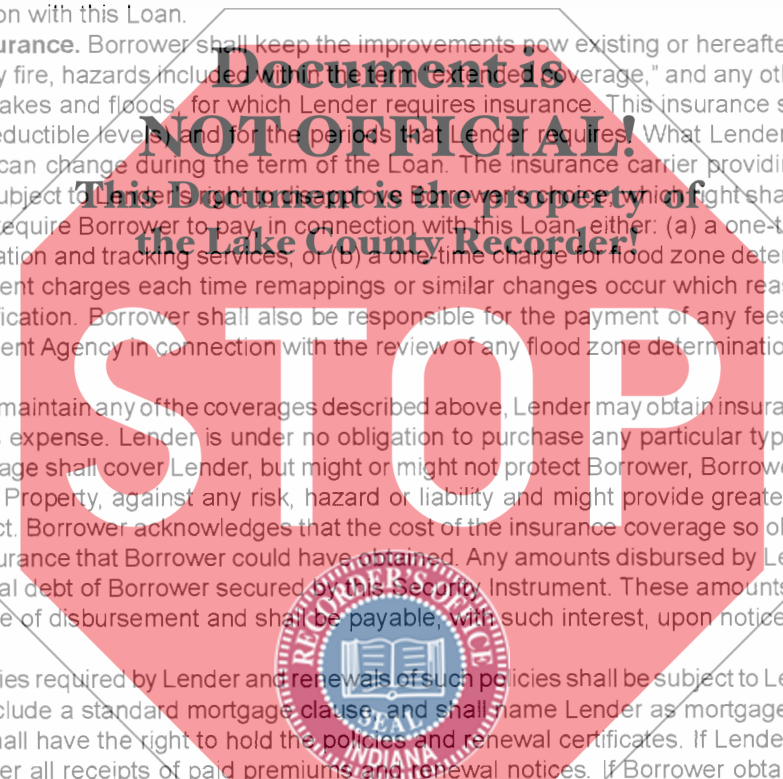 on with this Loan.
urance. Borrower shall keep the improvements now existing or hereafte
y fire, hazards included within the term "extended coverage," and any ot
akes and floods, for which Lender requires insurance. This insurance s
eductible levels) and for the periods that Lender requires. What Lender
can change during the term of the Loan. The insurance carrier providi
ubject to Lender's right to disapprove Borrower's choice, which right sha
equire Borrower to pay, in connection with this Loan, either: (a) a one-t
ation and tracking services; or (b) a one-time charge for flood zone deter
ent charges each time remappings or similar changes occur which rea
ication. Borrower shall also be responsible for the payment of any fees
ent Agency in connection with the review of any flood zone determinatio
maintain any of the coverages described above, Lender may obtain insura
expense. Lender is under no obligation to purchase any particular typ
age shall cover Lender, but might or might not protect Borrower, Borrowe
Property, against any risk, hazard or liability and might provide greate
ct. Borrower acknowledges that the cost of the insurance coverage so o
urance that Borrower could have obtained. Any amounts disbursed by Le
al debt of Borrower secured by this Security Instrument. These amounts
e of disbursement and shall be payable, with such interest, upon notice
ies required by Lender and renewals of such policies shall be subject to Le
clude a standard mortgage clause, and shall name Lender as mortgage
hall have the right to hold the policies and renewal certificates. If Lende
er all receipts of paid premiums and renewal notices. If Borrower obta
Document is
NOT OFFICIAL!
This Document is the property of
the Lake County Recorder!
STOP
RECORDER'S OFFICE
SEAL
INDIANA